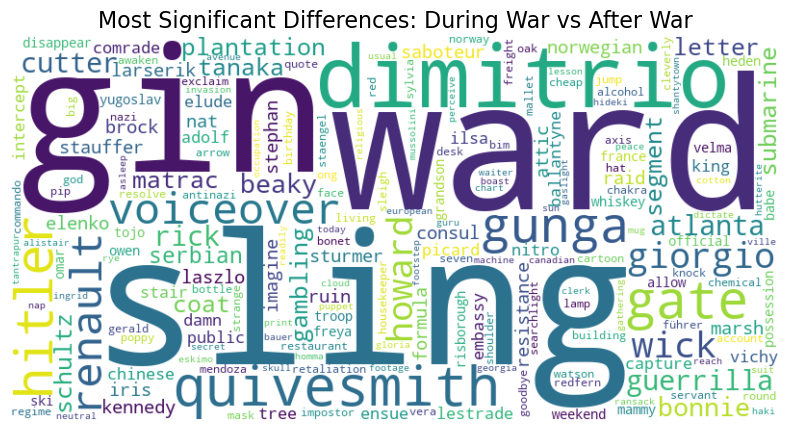 Most Significant Differences: During War vs After War
disappear comrade plantation oak norway norwegian letter
cutter larserik tanaka saboteur freight usual red jump cleverly heden
awaken avenue quote exclaim invasion sylvia perceive lesson cheap mallet alcohol hideki shantytown
gin ward dimitrio
intercept big yugoslav elude nat nazi brock adolf stephan birthday religious mussolini staengel submarine
stauffer arrow occupation ilsa desk bim attic axis peace france hat velma
god pip asleep resolve antinazi matrac beaky ong face grandson waiter boast chart ballantyne segment raid king chakra gaslight cotton whiskey babe dictate hutterite
commando hitler voiceover living sleigh european consul gunga sun guru mug atlanta
elenko tojo rick today bonet owen serbian imagine howard picard nitro seven machine canadian cartoon official ville giorgio
tantrapur alistair renault omar laszlo sturmer footstep formula housekeeper cloud knock allow chemical
rye stair bottle strange gambling ruin print puppet embassy resistance searchlight clerk lamp gate possession
nap ingrid schultz coat damn gerald public freya troop restaurant gloria risborough shoulder building führer marsh account
poppy secret bauer homma sling wick vichy reach
ski eskimo chinese iris mendoza skull retaliation footage georgia goodbye watson redfern capture guerrilla suit round
regime neutral kennedy quivesmith mask tree impostor ensue vera lestrade weekend gathering mammy servant ransack bonnie haki